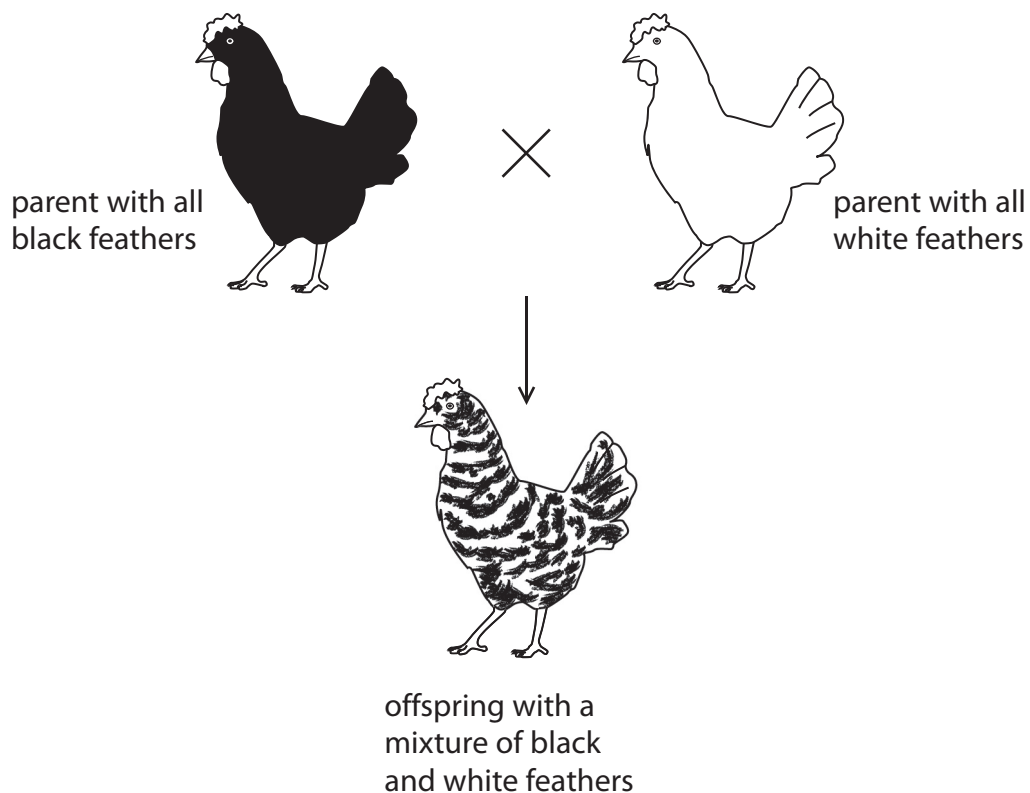 parent with all
black feathers
parent with all
white feathers
offspring with a
mixture of black
and white feathers